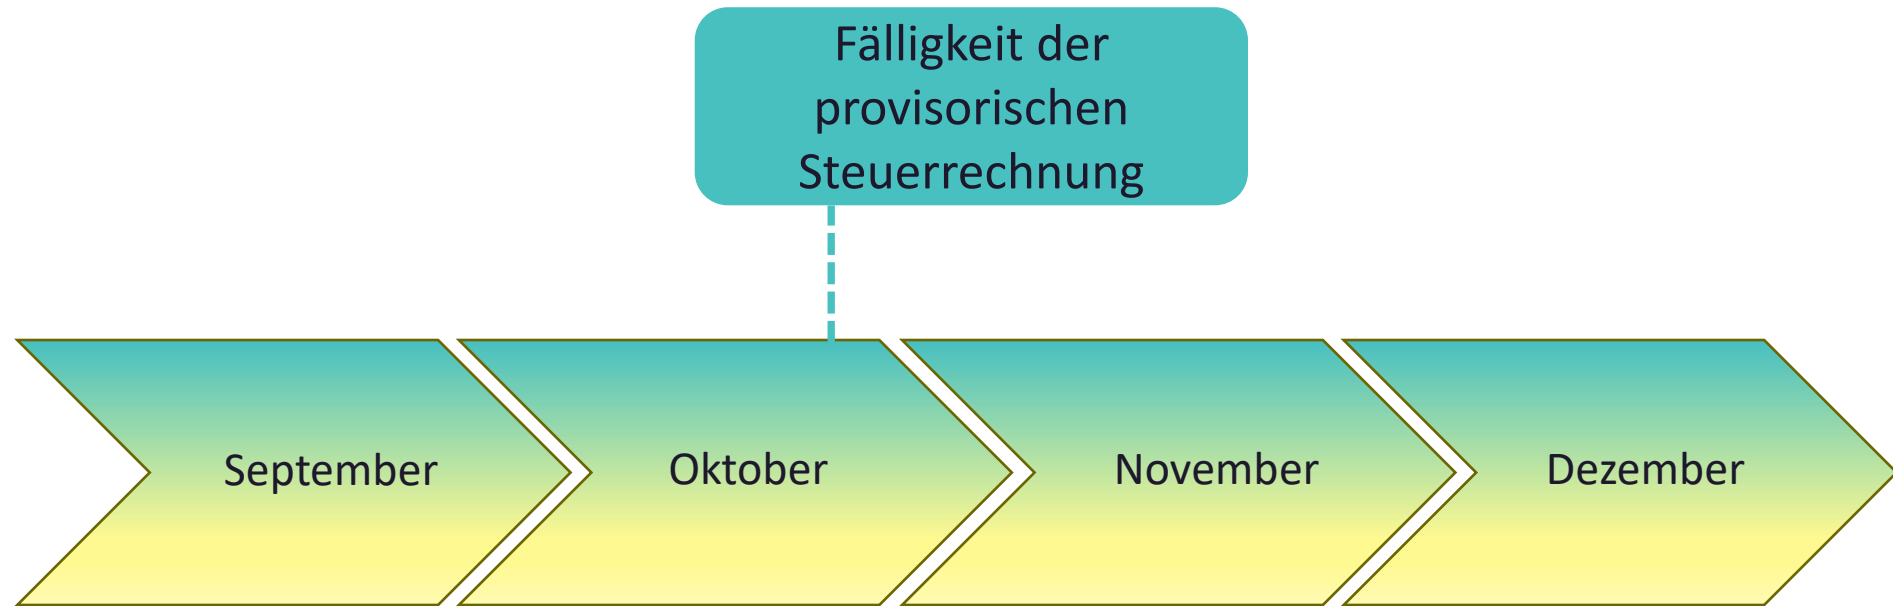 Fälligkeit der
provisorischen
Steuerrechnung
September
Oktober
November
Dezember